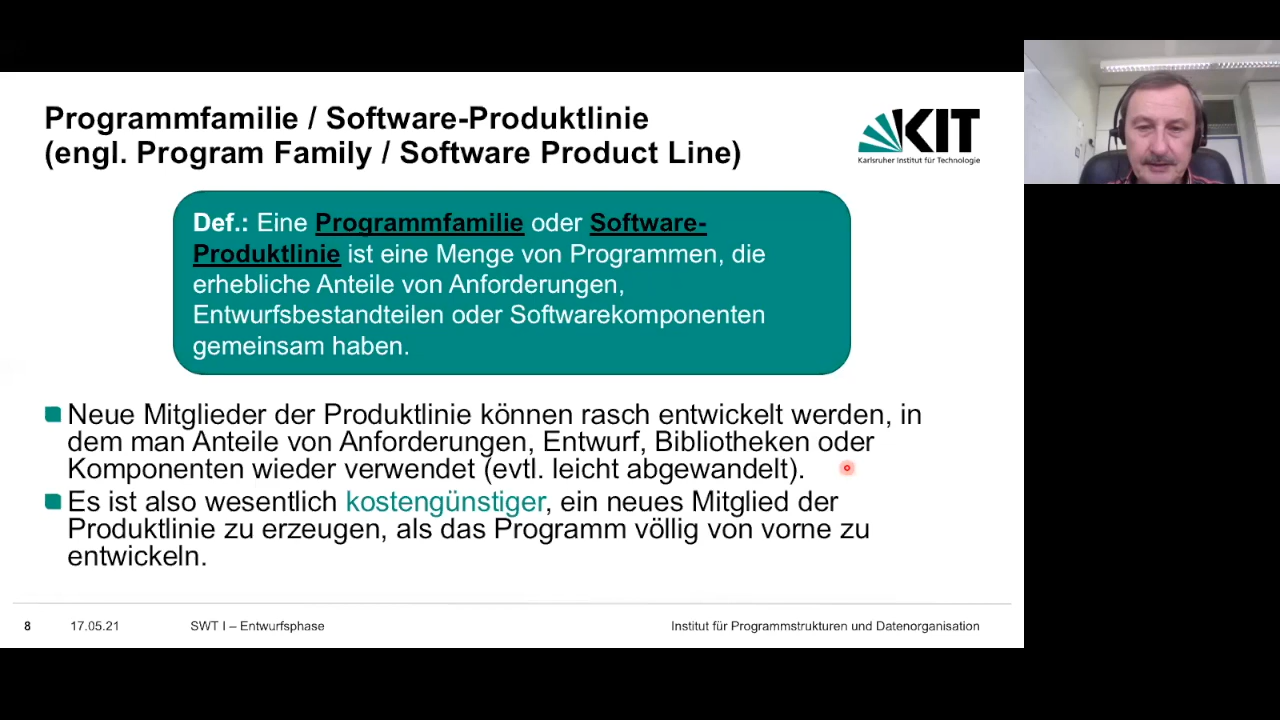 Programmfamilie / Software-Produktlinie
(engl. Program Family / Software Product Line)
KIT
Karlsruher Institut für Technologie
Def.: Eine Programmfamilie oder Software-
Produktlinie ist eine Menge von Programmen, die
erhebliche Anteile von Anforderungen,
Entwurfsbestandteilen oder Softwarekomponenten
gemeinsam haben.
Neue Mitglieder der Produktlinie können rasch entwickelt werden, in
dem man Anteile von Anforderungen, Entwurf, Bibliotheken oder
Komponenten wieder verwendet (evtl. leicht abgewandelt).
Es ist also wesentlich kostengünstiger, ein neues Mitglied der
Produktlinie zu erzeugen, als das Programm völlig von vorne zu
entwickeln.
8 17.05.21 SWT I – Entwurfsphase Institut für Programmstrukturen und Datenorganisation